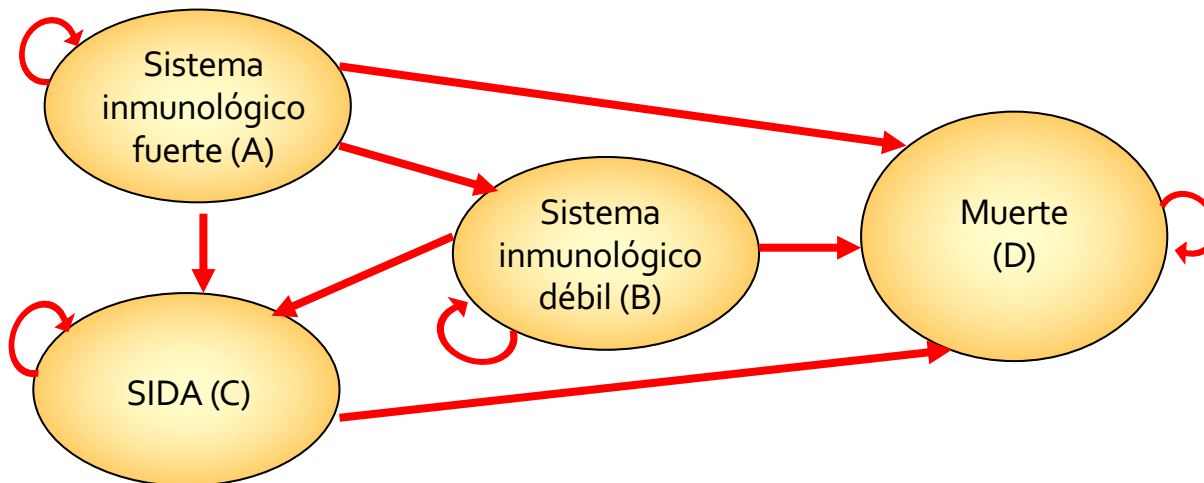 Sistema
inmunológico
fuerte (A)
Sistema
inmunológico
débil (B)
Muerte
(D)
SIDA (C)